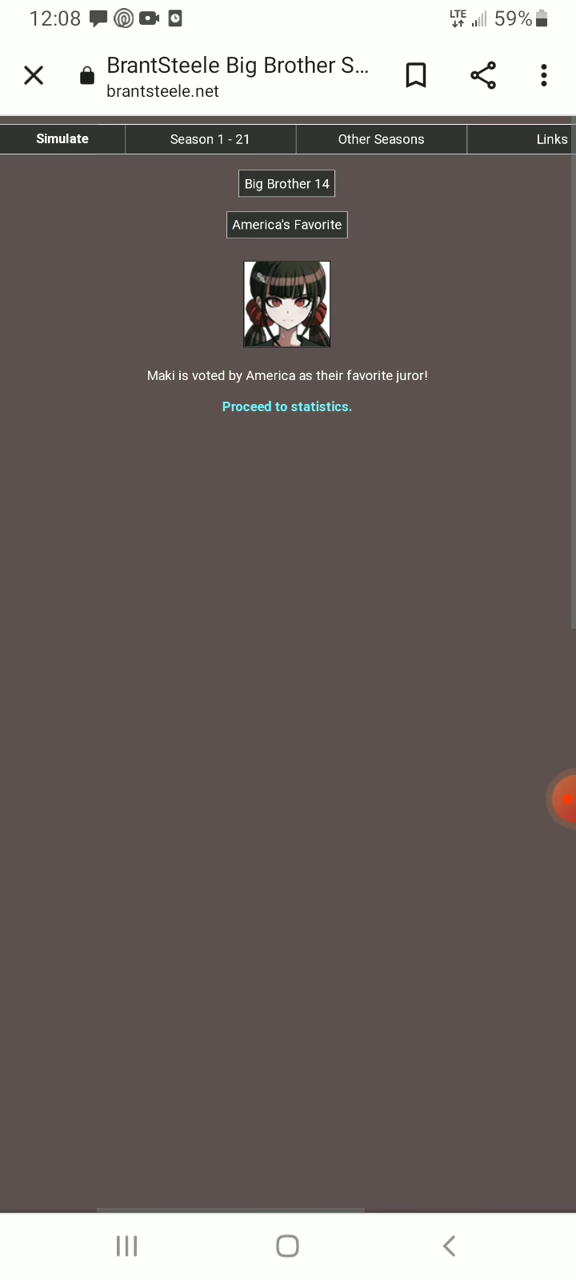 12:08
LTE
59%
BrantSteele Big Brother S...
brantsteele.net
Simulate
Season 1 - 21
Other Seasons
Links
Big Brother 14
America's Favorite
Maki is voted by America as their favorite juror!
Proceed to statistics.